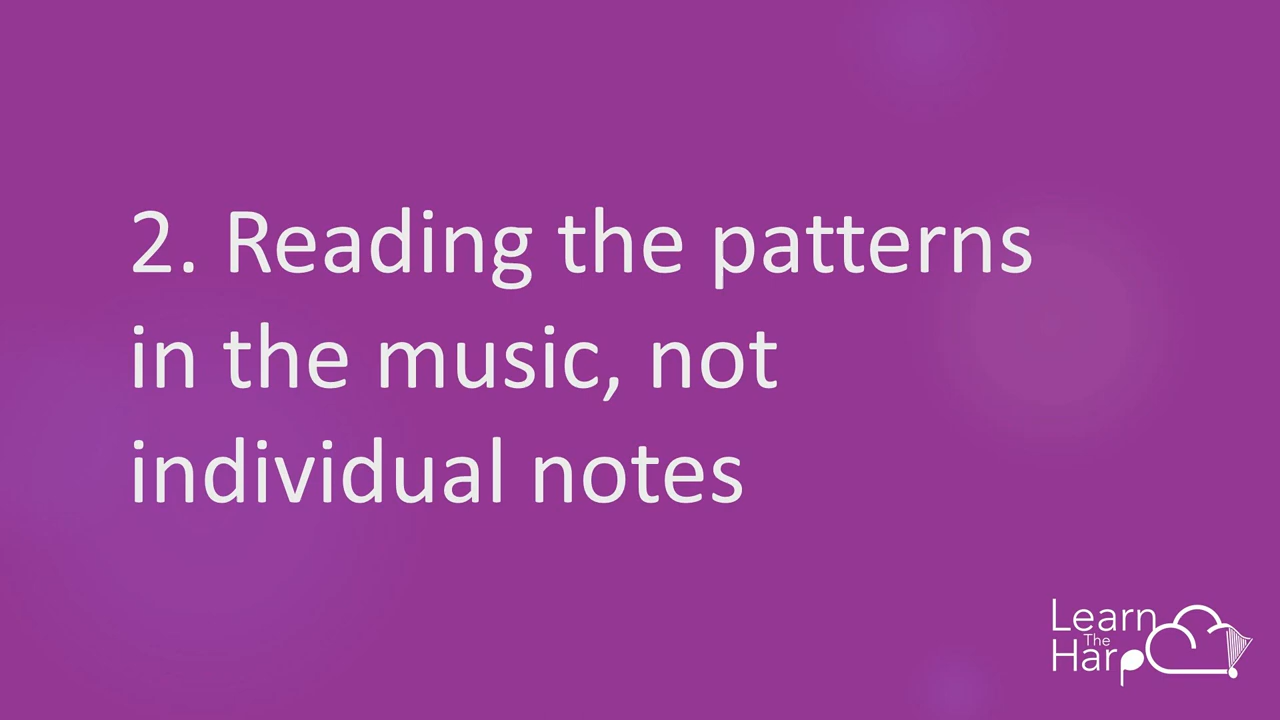 2. Reading the patterns
in the music, not
individual notes
Learn
The
Harp